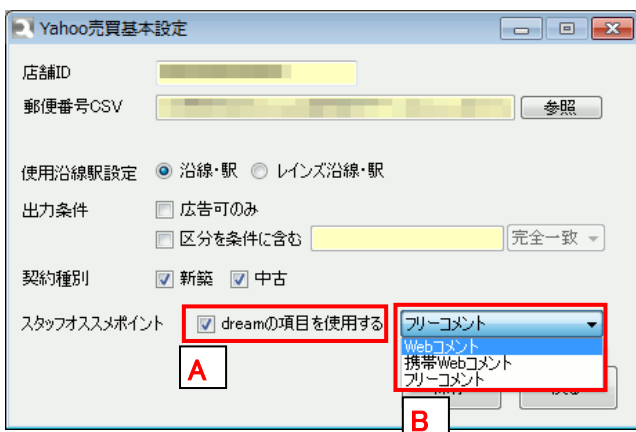 Yahoo売買基本設定
店舗ID
郵便番号CSV 参照
使用沿線駅設定 沿線・駅 レインズ沿線・駅
出力条件 広告可のみ
区分を条件に含む 完全一致
契約種別 新築 中古
スタッフオススメポイント dreamの項目を使用する フリーコメント
Webコメント
携帯Webコメント
フリーコメント
A
B